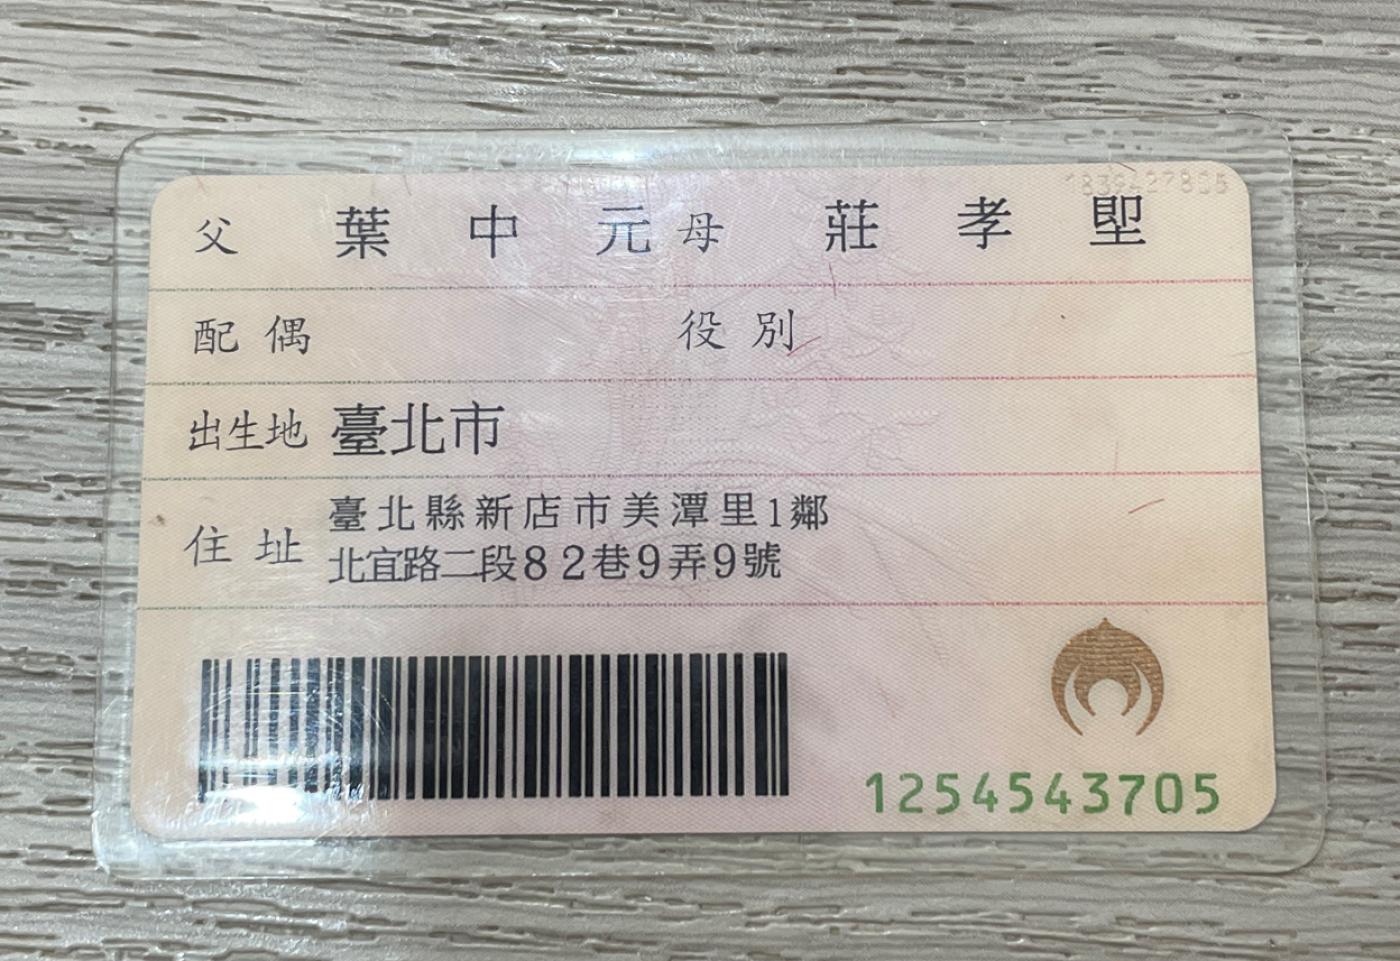 父 葉中元 母 莊孝堲
配偶 役別
出生地 臺北市
住址 臺北縣新店市美潭里1鄰
北宜路二段82巷9弄9號
1254543705